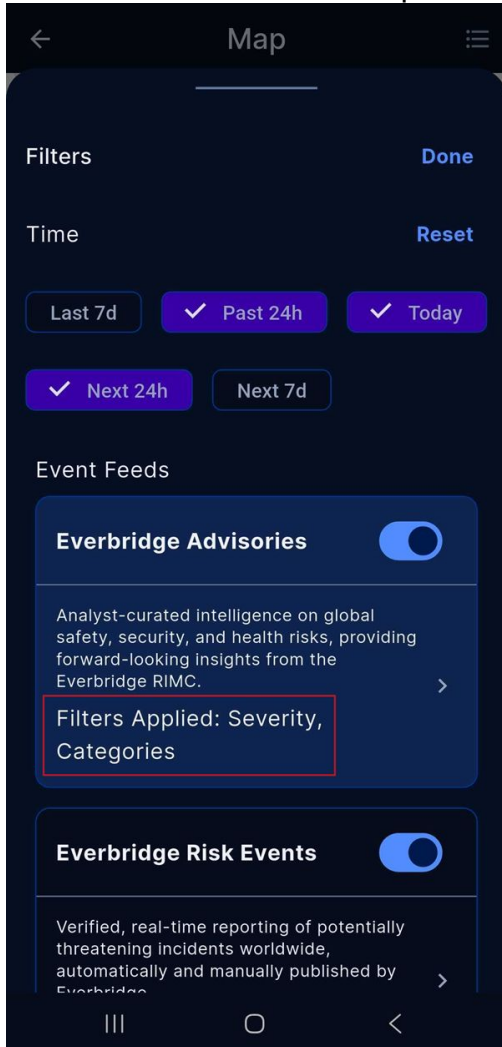 Map
Filters Done
Time Reset
Last 7d Past 24h Today
Next 24h Next 7d
Event Feeds
Everbridge Advisories
Analyst-curated intelligence on global
safety, security, and health risks, providing
forward-looking insights from the
Everbridge RIMC.
Filters Applied: Severity,
Categories
Everbridge Risk Events
Verified, real-time reporting of potentially
threatening incidents worldwide,
automatically and manually published by
Everbridge